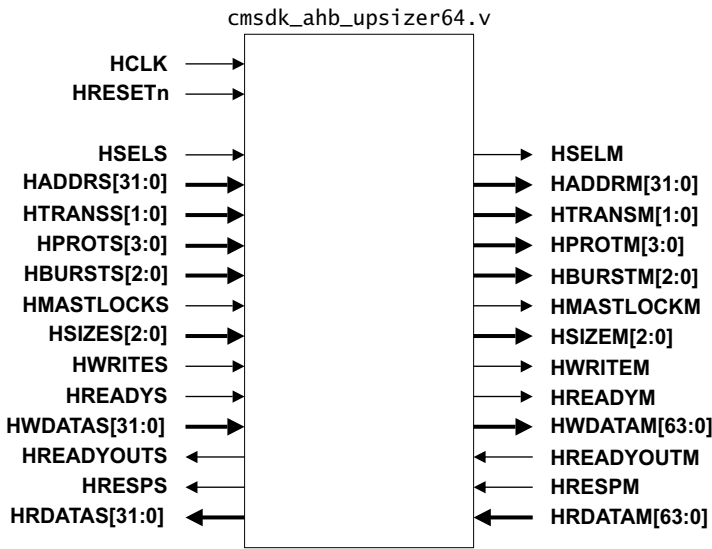 cmsdk_ahb_upsizer64.v
HCLK
HRESETn
HSELS HSELM
HADDRS[31:0] HADDRM[31:0]
HTRANSS[1:0] HTRANSM[1:0]
HPROTS[3:0] HPROTM[3:0]
HBURSTS[2:0] HBURSTM[2:0]
HMASTLOCKS HMASTLOCKM
HSIZES[2:0] HSIZEM[2:0]
HWRITES HWRITEM
HREADYS HREADYM
HWDATAS[31:0] HWDATAM[63:0]
HREADYOUTS HREADYOUTM
HRESPS HRESPM
HRDATAS[31:0] HRDATAM[63:0]